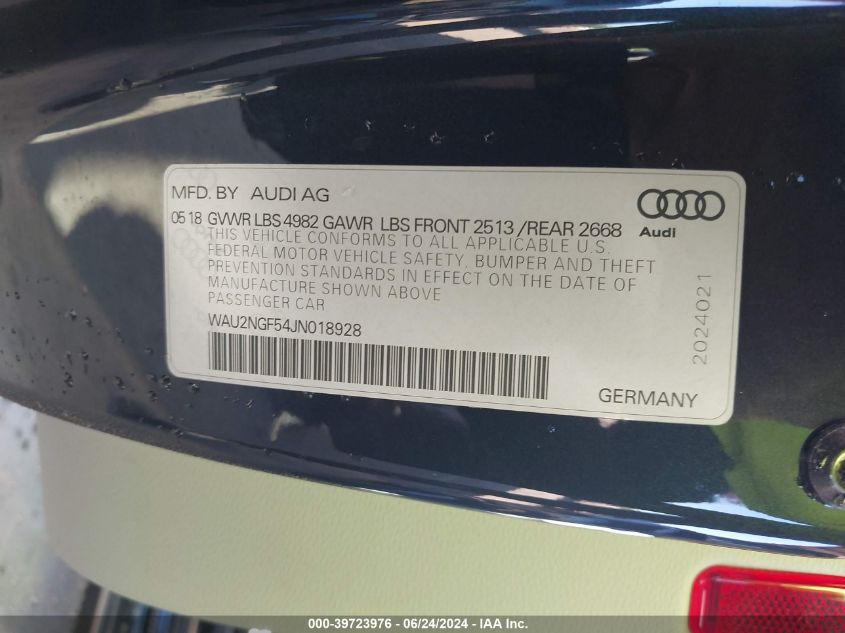 MFD. BY AUDI AG
05 18 GVWR LBS 4982 GAWR LBS FRONT 2513 /REAR 2668
THIS VEHICLE CONFORMS TO ALL APPLICABLE U.S.
FEDERAL MOTOR VEHICLE SAFETY, BUMPER AND THEFT
PREVENTION STANDARDS IN EFFECT ON THE DATE OF
MANUFACTURE SHOWN ABOVE
PASSENGER CAR
WAU2NGF54JN018928
Audi
2024021
GERMANY
000-39723976 - 06/24/2024 - IAA Inc.